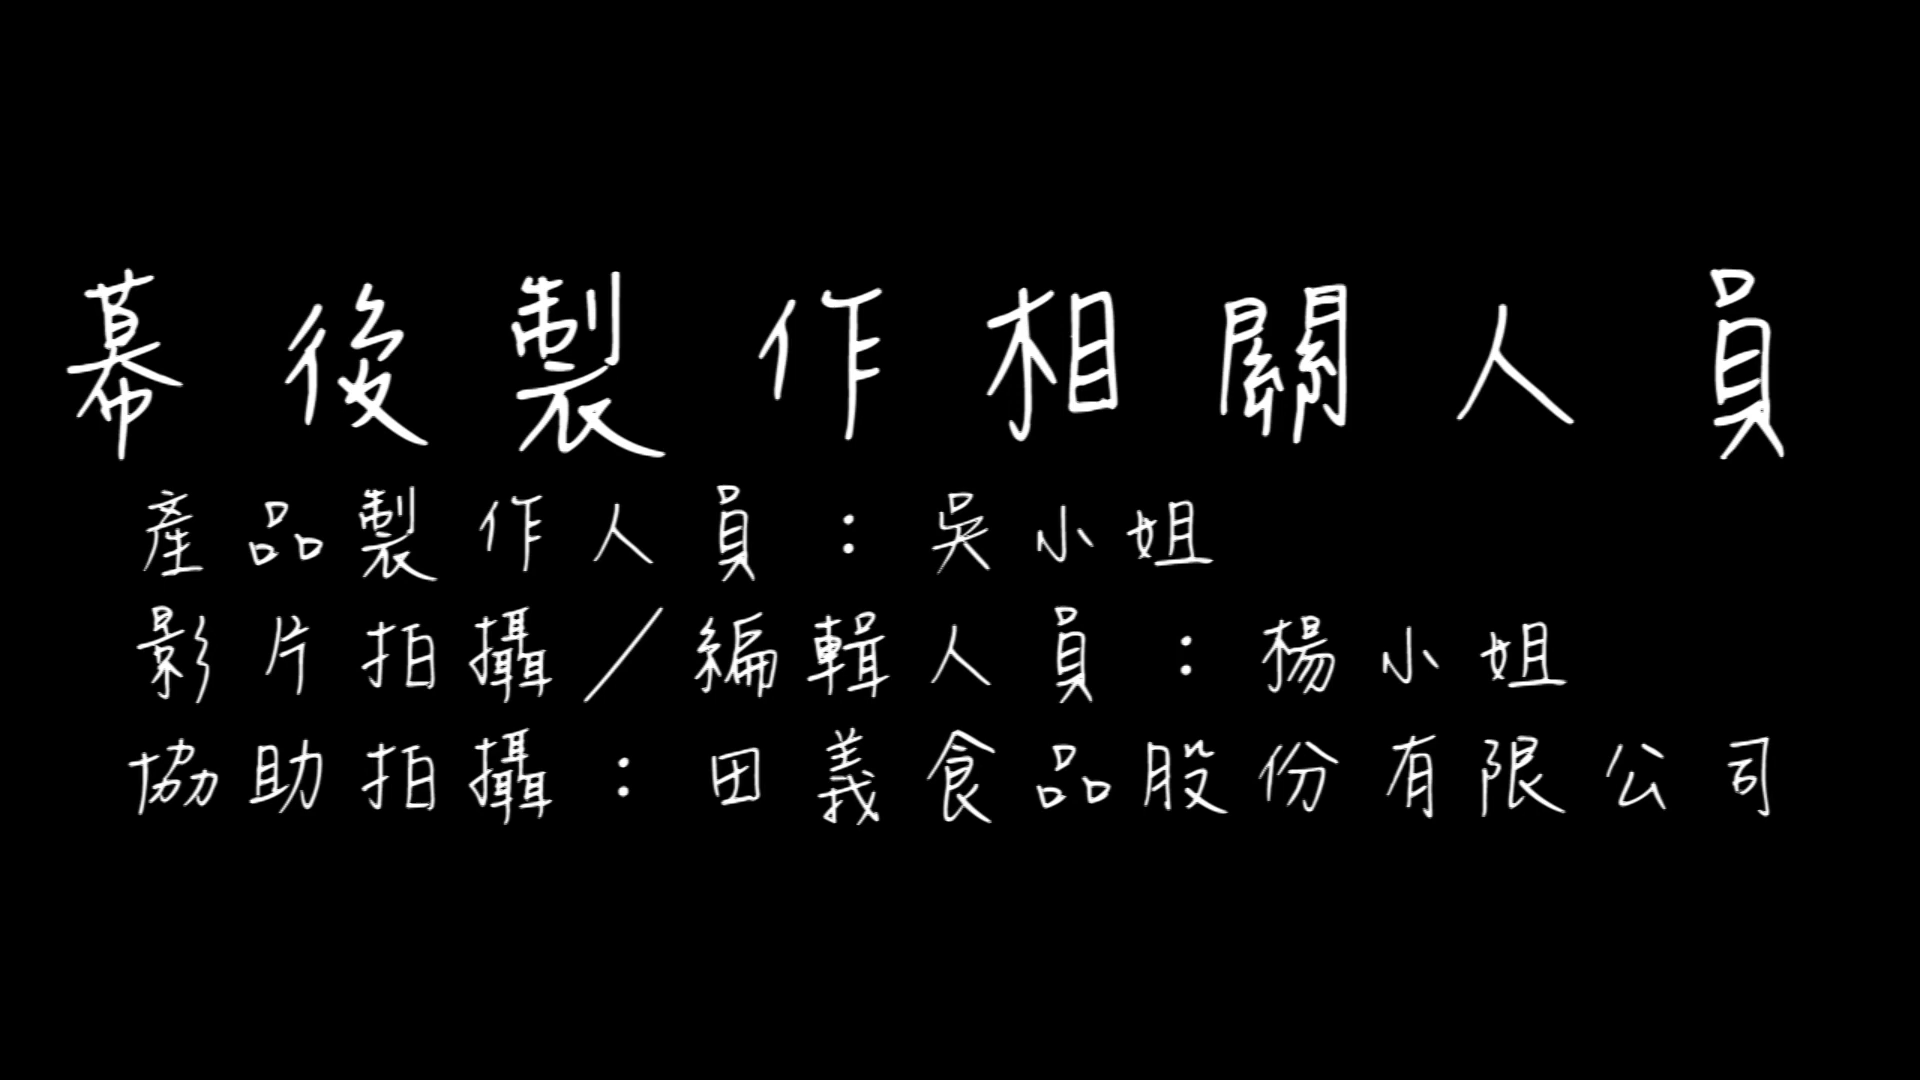 幕後製作相關人員
產品製作人員：吳小姐
影片拍攝／編輯人員：楊小姐
協助拍攝：田義食品股份有限公司